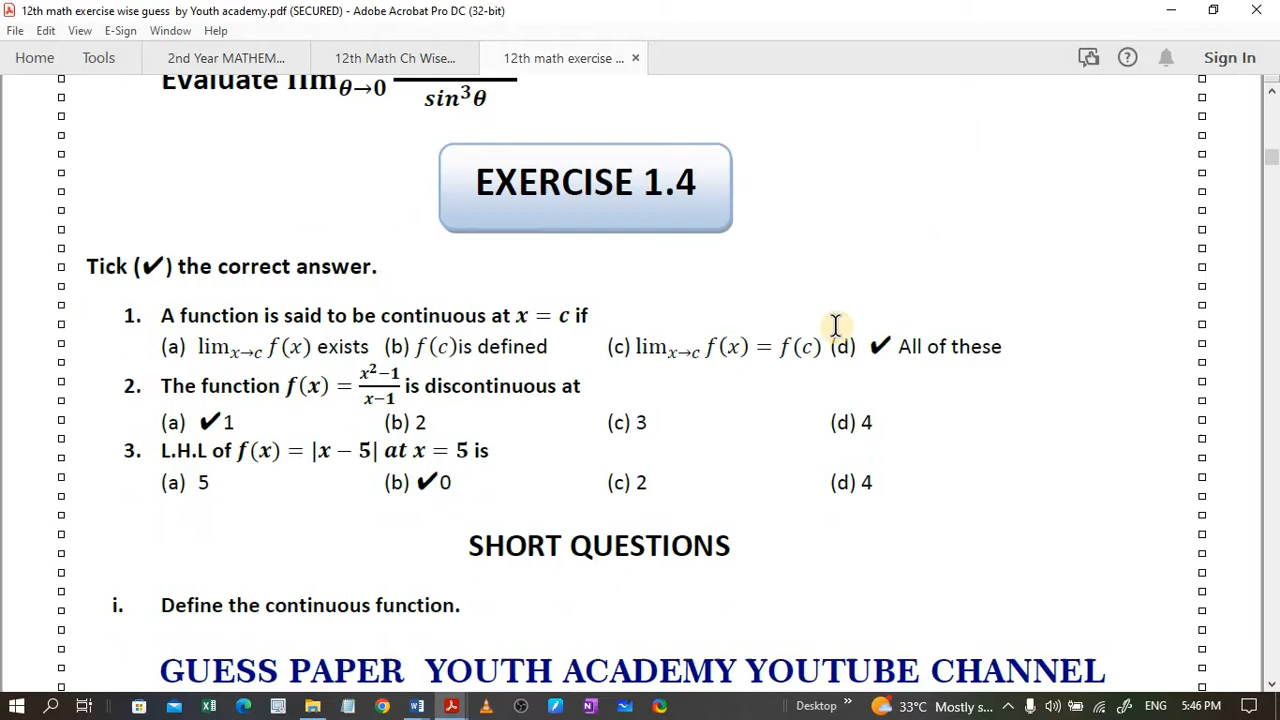 12th math exercise wise guess by Youth academy.pdf (SECURED) - Adobe Acrobat Pro DC (32-bit)
File Edit View E-Sign Window Help
Home Tools 2nd Year MATHEM... 12th Math Ch Wise... 12th math exercise ... × Sign In
Evaluate lim θ→0
sin³θ
EXERCISE 1.4
Tick (✔) the correct answer.
1. A function is said to be continuous at x = c if
(a) lim x→c f(x) exists (b) f(c)is defined (c) lim x→c f(x) = f(c) (d) ✔ All of these
2. The function f(x) = (x²−1)/(x−1) is discontinuous at
(a) ✔1 (b) 2 (c) 3 (d) 4
3. L.H.L of f(x) = |x − 5| at x = 5 is
(a) 5 (b) ✔0 (c) 2 (d) 4
SHORT QUESTIONS
i. Define the continuous function.
GUESS PAPER YOUTH ACADEMY YOUTUBE CHANNEL
Desktop » 33°C Mostly s... ENG 5:46 PM